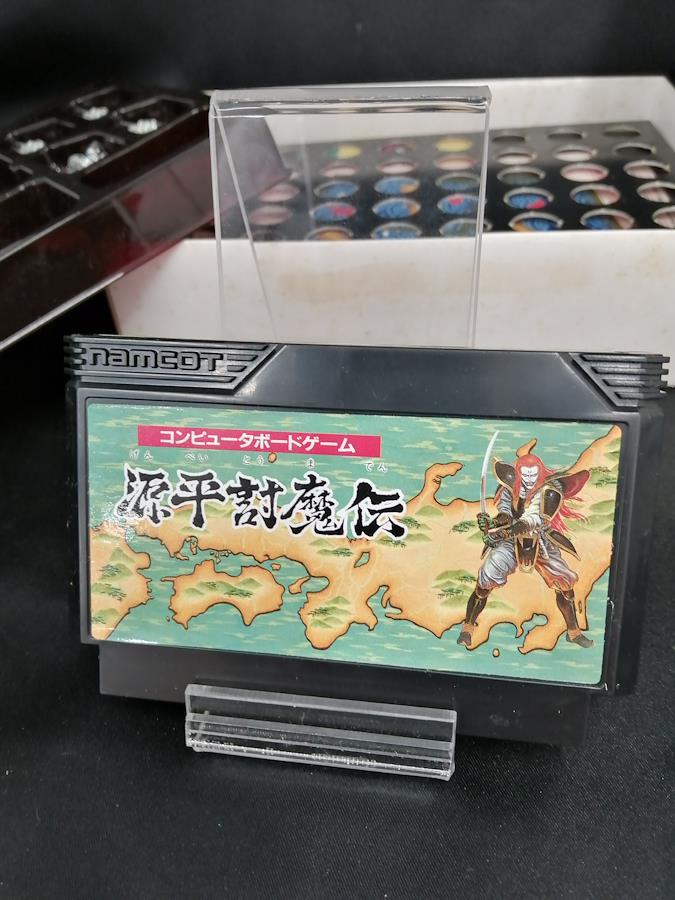 namcot
コンピュータボードゲーム
げん ぺい とう ま でん
源平討魔伝